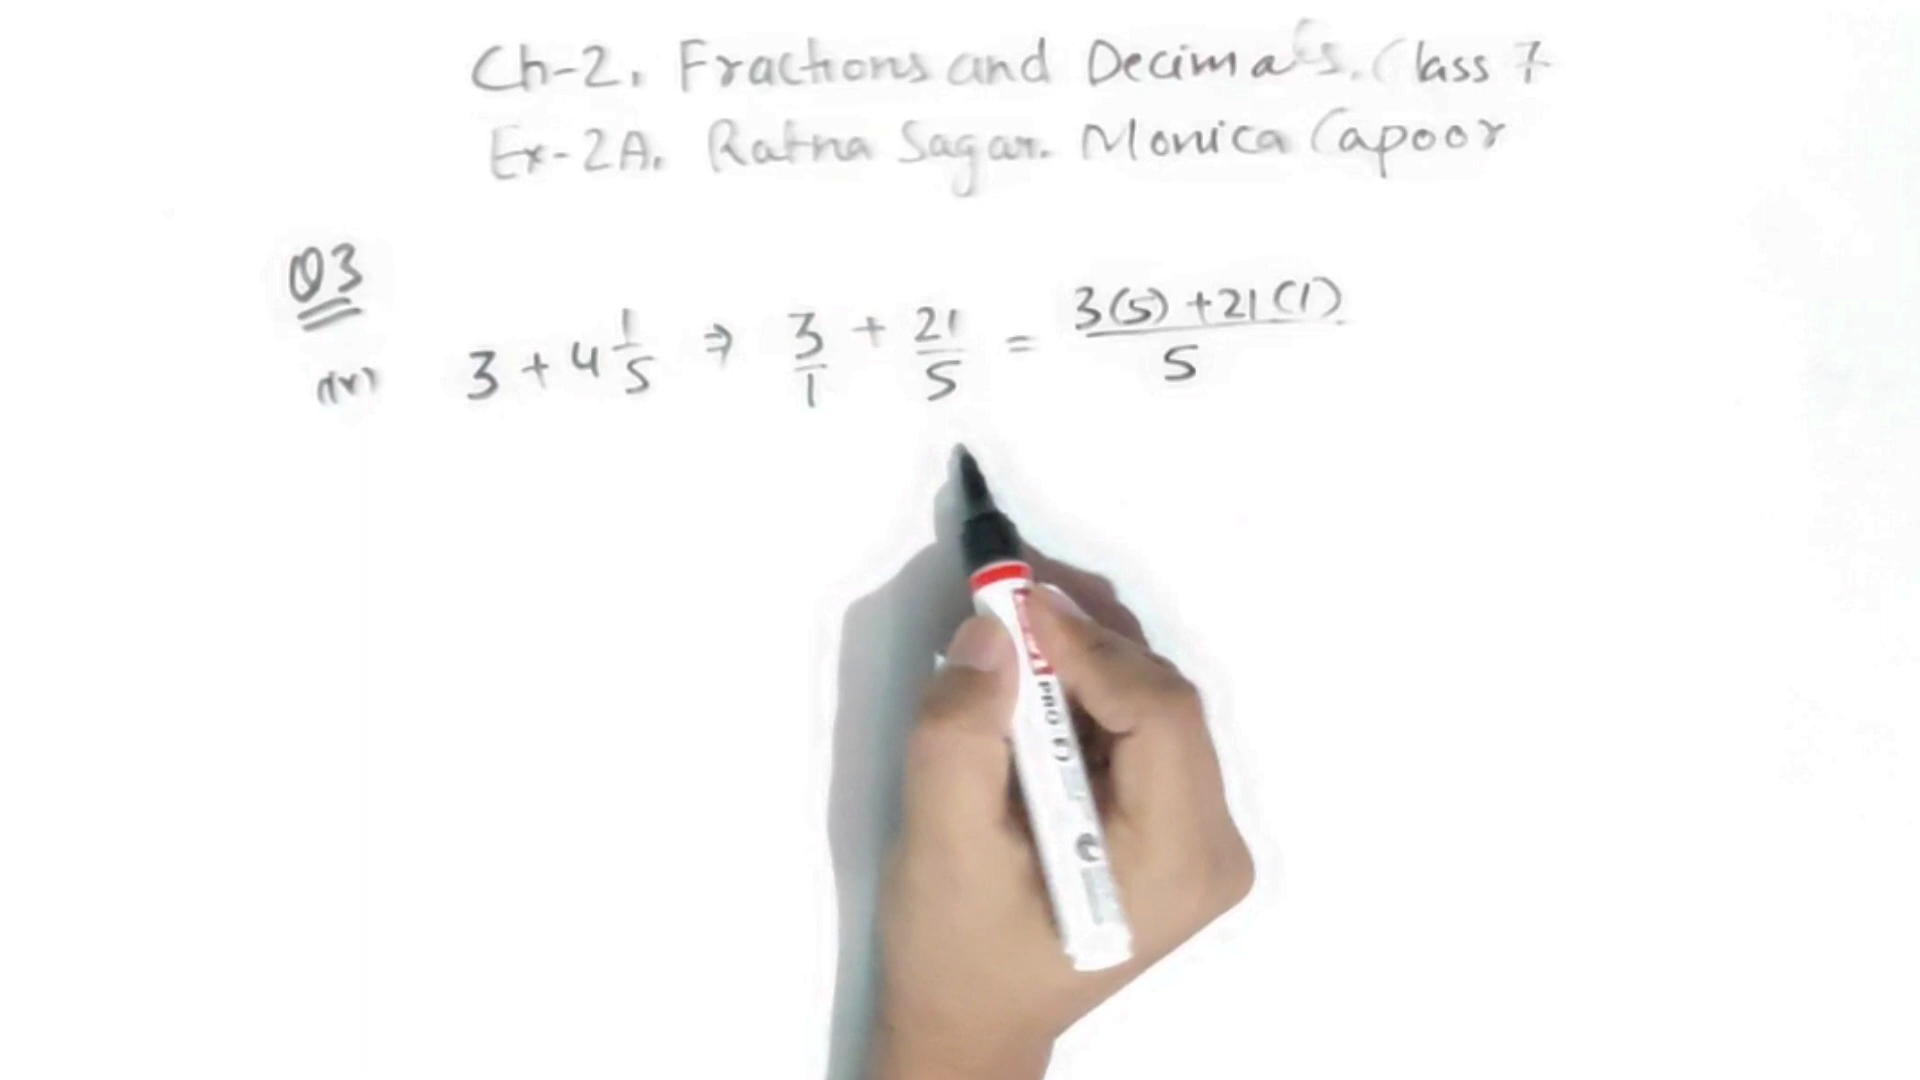 Ch-2. Fractions and Decimals. Class 7
Ex-2A. Ratna Sagar. Monica Capoor
Q3
(iv) 3 + 4 1/5 ⇒ 3/1 + 21/5 = 3(5) + 21(1)/5